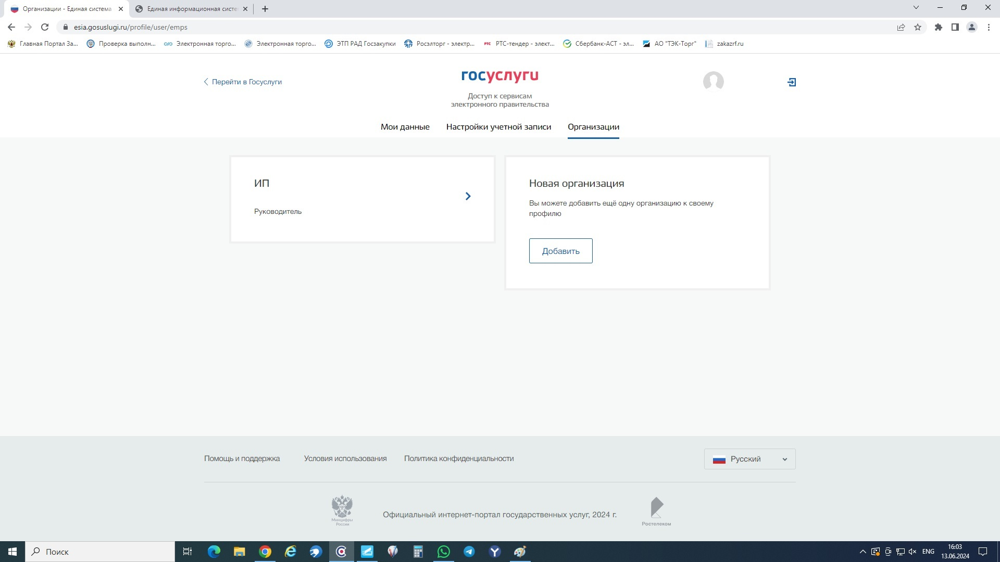 Организации - Единая система
Единая информационная систе
esia.gosuslugi.ru/profile/user/emps
Главная Портал За...
Проверка выполн...
Электронная торго...
Электронная торго...
ЭТП РАД Госзакупки
Росэлторг - электр...
РТС
РТС-тендер - элект...
Сбербанк-АСТ - эл...
АО "ТЭК-Торг"
zakazrf.ru
Перейти в Госуслуги
госуслуги
Доступ к сервисам
электронного правительства
Мои данные
Настройки учетной записи
Организации
ИП
Руководитель
Новая организация
Вы можете добавить ещё одну организацию к своему
профилю
Добавить
Помощь и поддержка
Условия использования
Политика конфиденциальности
Русский
Минцифры
России
Официальный интернет-портал государственных услуг, 2024 г.
Ростелеком
Поиск
ENG
16:03
13.06.2024